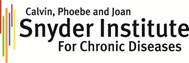 Calvin, Phoebe and Joan
Snyder Institute
For Chronic Diseases